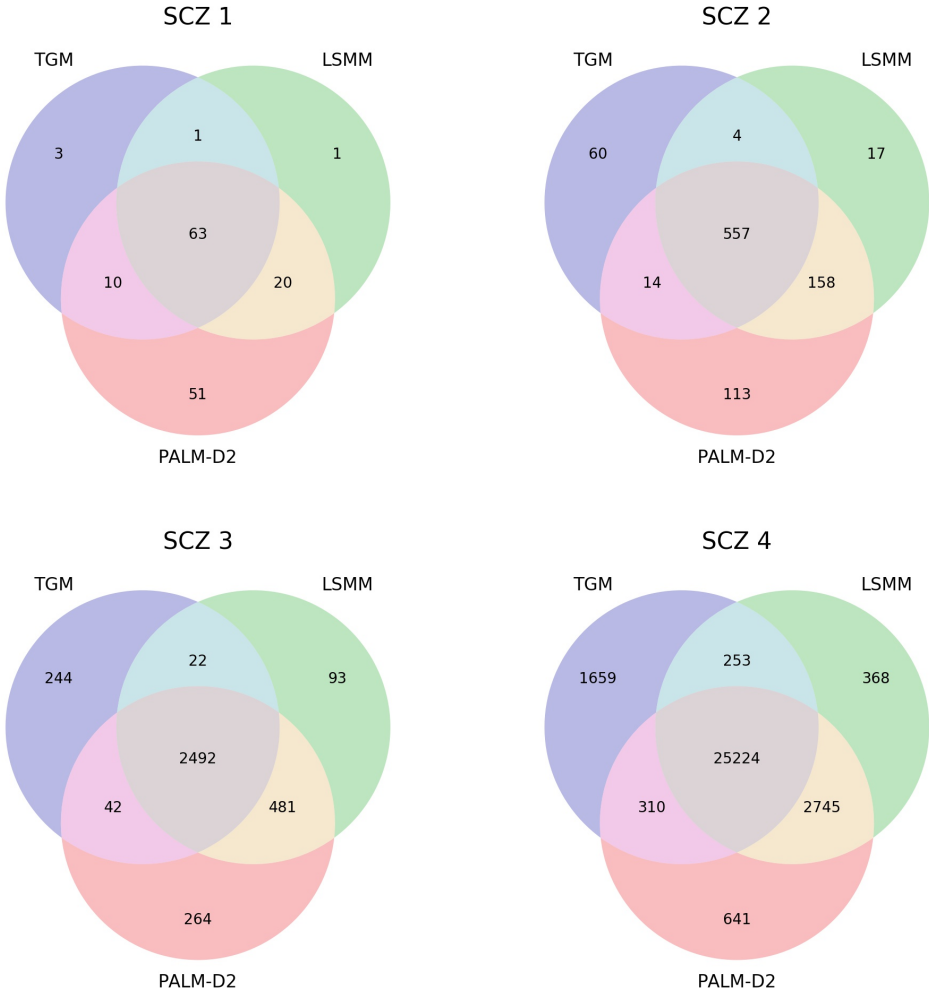 SCZ 1
TGM
LSMM
3
1
1
63
10
20
51
PALM-D2
SCZ 2
TGM
LSMM
60
4
17
557
14
158
113
PALM-D2
SCZ 3
TGM
LSMM
244
22
93
2492
42
481
264
PALM-D2
SCZ 4
TGM
LSMM
1659
253
368
25224
310
2745
641
PALM-D2